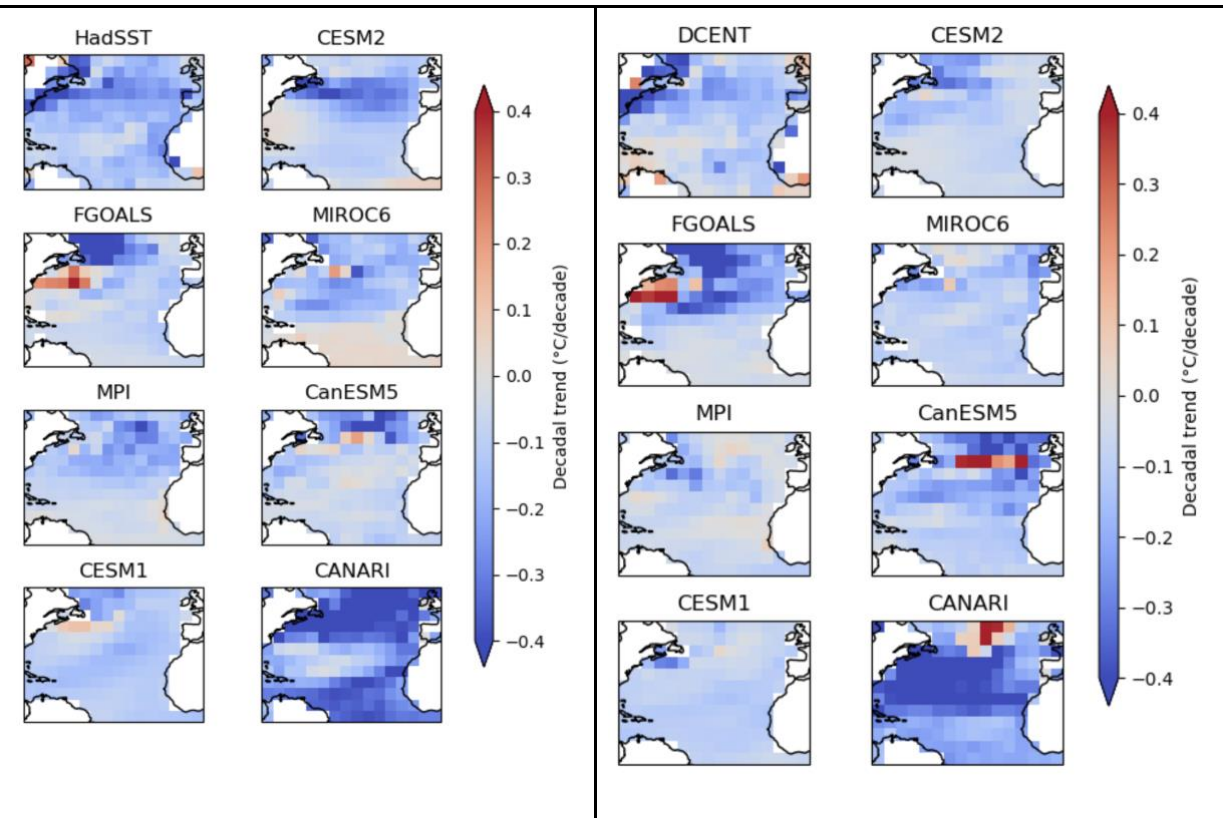 HadSST
CESM2
FGOALS
MIROC6
MPI
CanESM5
CESM1
CANARI
0.4
0.3
0.2
0.1
0.0
−0.1
−0.2
−0.3
−0.4
Decadal trend (°C/decade)
DCENT
CESM2
FGOALS
MIROC6
MPI
CanESM5
CESM1
CANARI
0.4
0.3
0.2
0.1
0.0
−0.1
−0.2
−0.3
−0.4
Decadal trend (°C/decade)